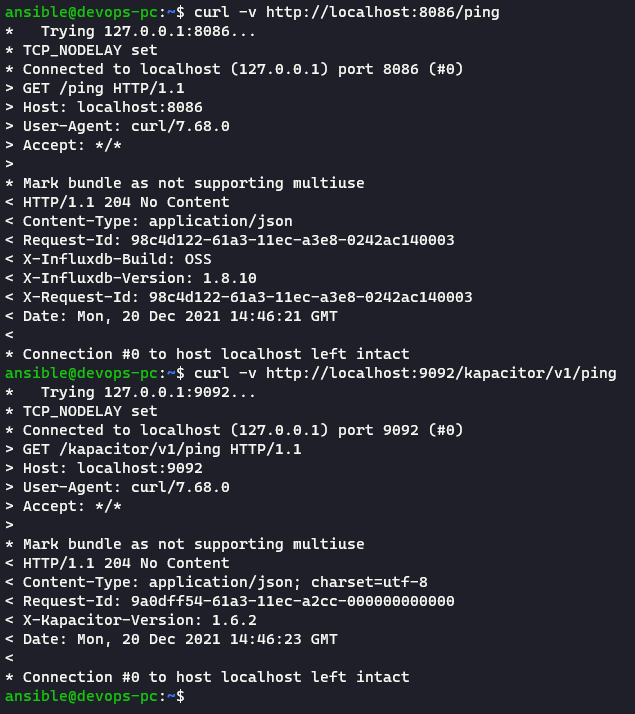 ansible@devops-pc:~$ curl -v http://localhost:8086/ping
*   Trying 127.0.0.1:8086...
* TCP_NODELAY set
* Connected to localhost (127.0.0.1) port 8086 (#0)
> GET /ping HTTP/1.1
> Host: localhost:8086
> User-Agent: curl/7.68.0
> Accept: */*
>
* Mark bundle as not supporting multiuse
< HTTP/1.1 204 No Content
< Content-Type: application/json
< Request-Id: 98c4d122-61a3-11ec-a3e8-0242ac140003
< X-Influxdb-Build: OSS
< X-Influxdb-Version: 1.8.10
< X-Request-Id: 98c4d122-61a3-11ec-a3e8-0242ac140003
< Date: Mon, 20 Dec 2021 14:46:21 GMT
<
* Connection #0 to host localhost left intact
ansible@devops-pc:~$ curl -v http://localhost:9092/kapacitor/v1/ping
*   Trying 127.0.0.1:9092...
* TCP_NODELAY set
* Connected to localhost (127.0.0.1) port 9092 (#0)
> GET /kapacitor/v1/ping HTTP/1.1
> Host: localhost:9092
> User-Agent: curl/7.68.0
> Accept: */*
>
* Mark bundle as not supporting multiuse
< HTTP/1.1 204 No Content
< Content-Type: application/json; charset=utf-8
< Request-Id: 9a0dff54-61a3-11ec-a2cc-000000000000
< X-Kapacitor-Version: 1.6.2
< Date: Mon, 20 Dec 2021 14:46:23 GMT
<
* Connection #0 to host localhost left intact
ansible@devops-pc:~$